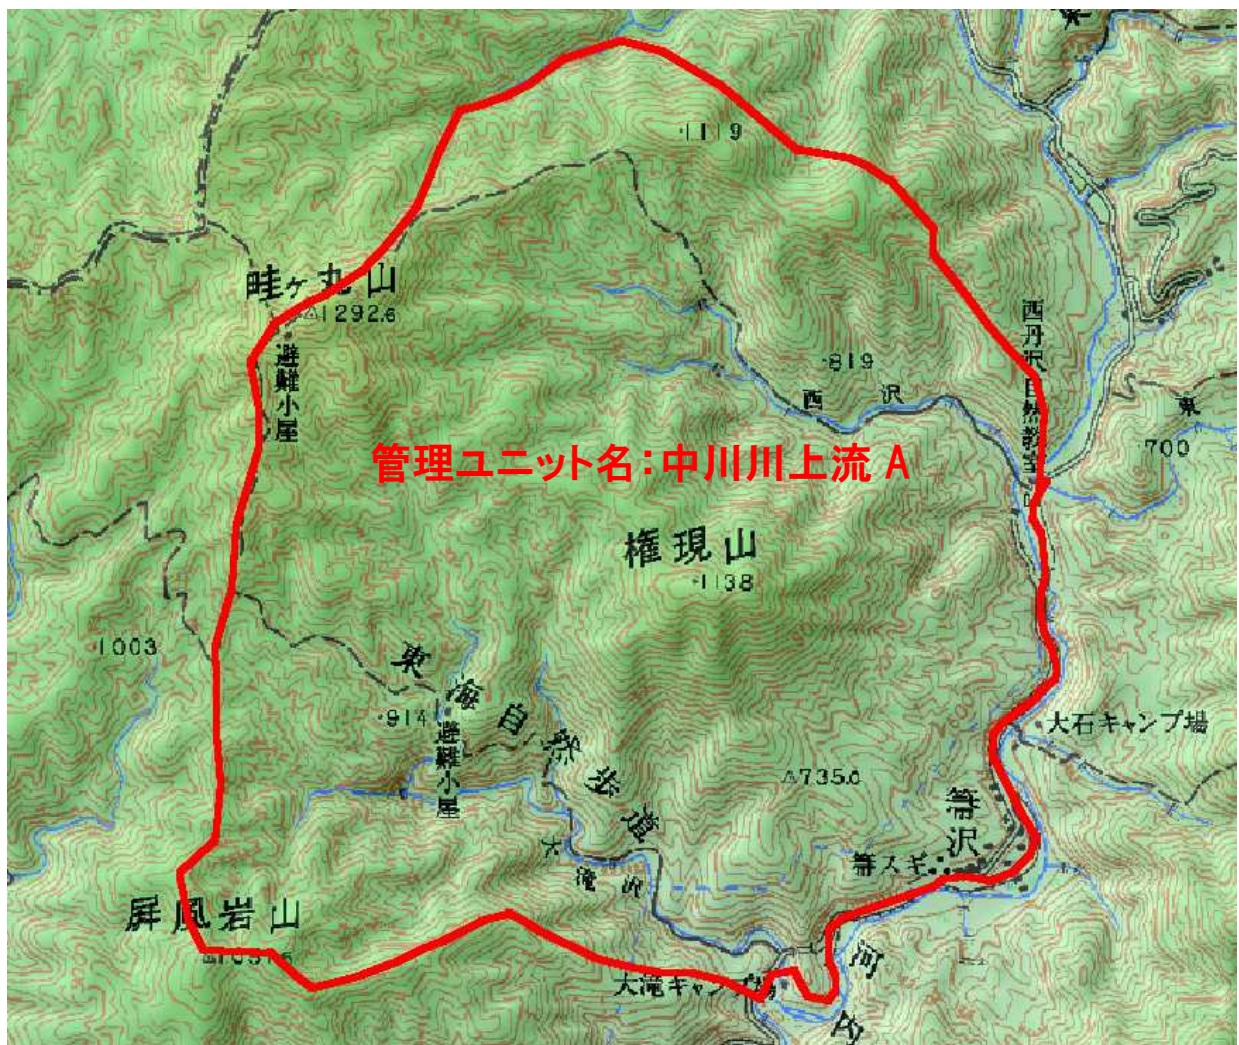 1119
畦ヶ丸山
1292.6
避難小屋
西丹沢自然教室
819
西沢
東
700
管理ユニット名：中川川上流 A
権現山
1138
1003
東海自然歩道
914
避難小屋
大石キャンプ場
735.6
箒沢
箒スギ
大滝沢
屏風岩山
大滝キャンプ場
河